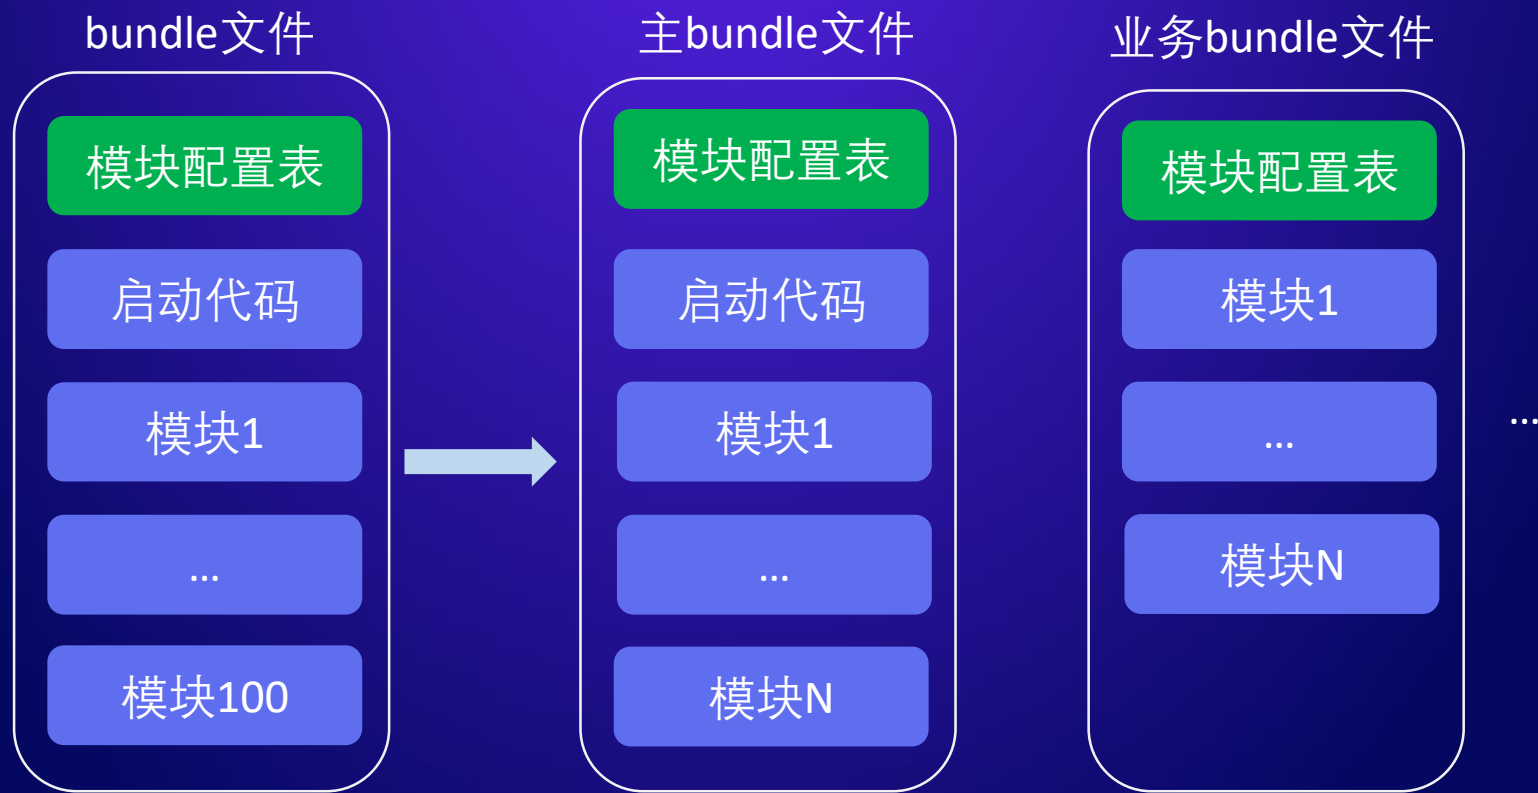 bundle文件
模块配置表
启动代码
模块1
...
模块100
主bundle文件
模块配置表
启动代码
模块1
...
模块N
业务bundle文件
模块配置表
模块1
...
模块N
...